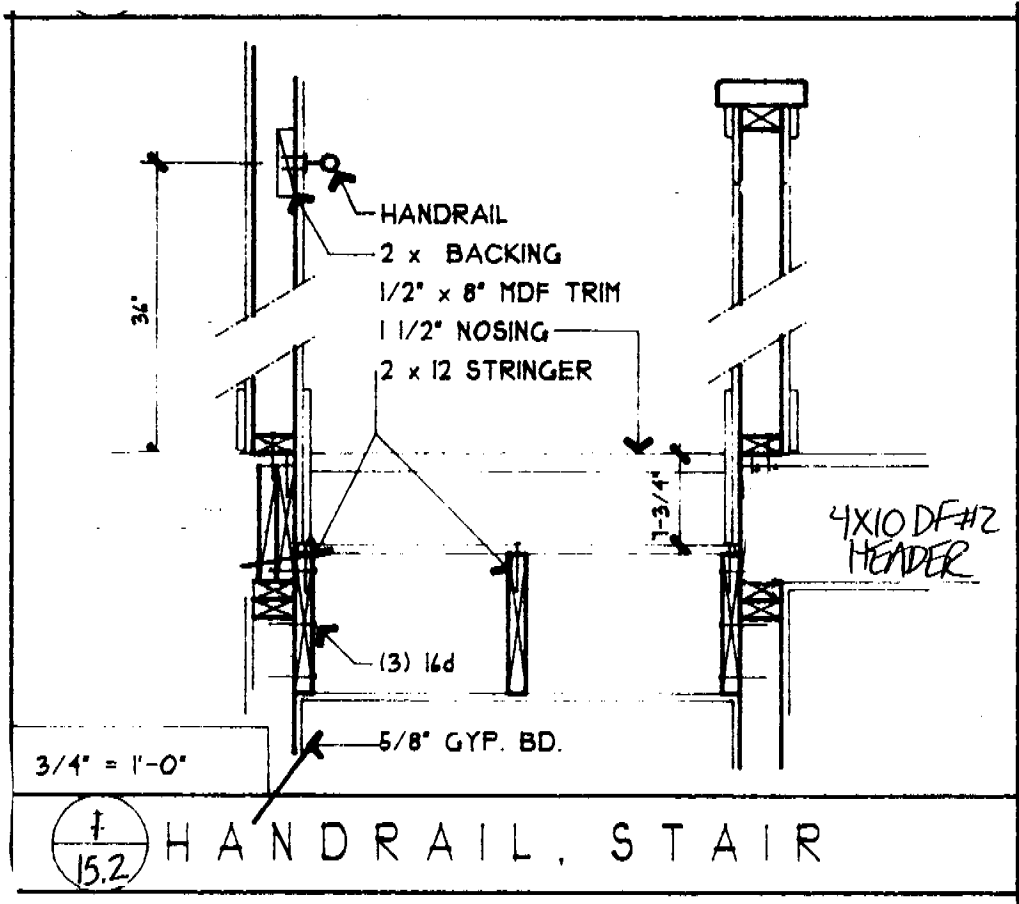 HANDRAIL
2 x BACKING
1/2" x 8" MDF TRIM
1 1/2" NOSING
2 x 12 STRINGER
36"
7-3/4"
4X10 DF#2
HEADER
(3) 16d
5/8" GYP. BD.
3/4" = 1'-0"
15.2
HANDRAIL, STAIR